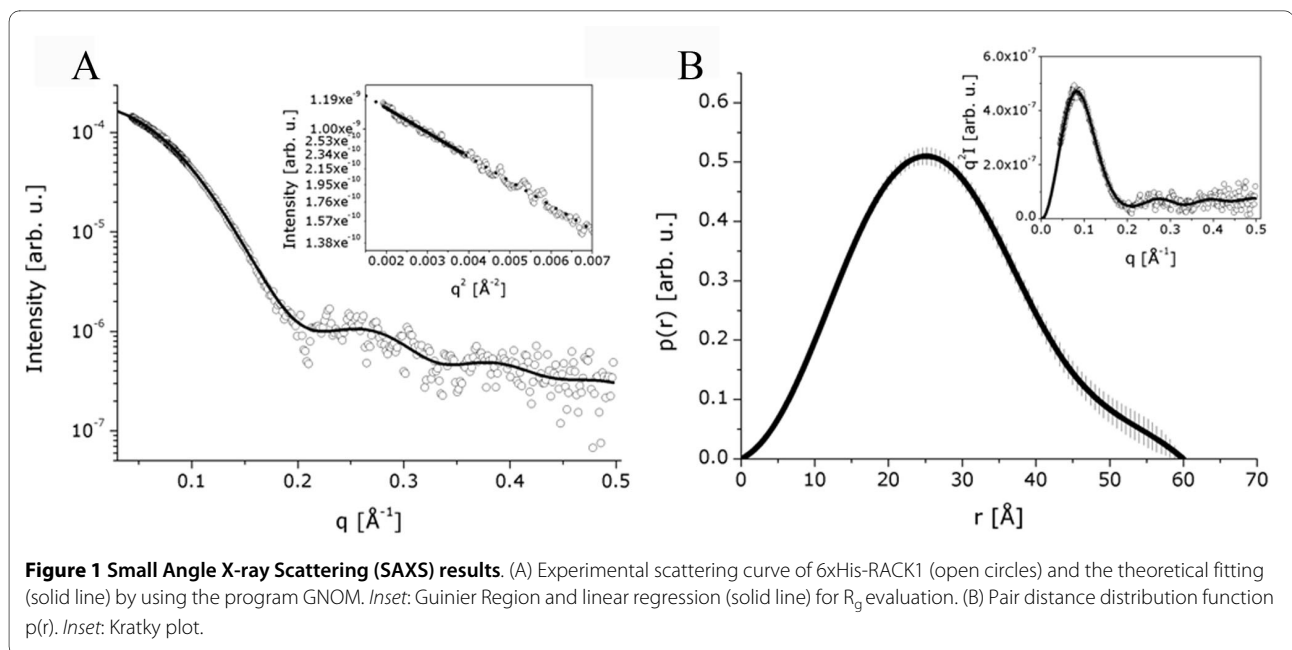 A
Intensity [arb. u.]
10⁻⁴
10⁻⁵
10⁻⁶
10⁻⁷
0.1 0.2 0.3 0.4 0.5
q [Å⁻¹]
Intensity [arb. u.]
1.19xe⁻⁹
1.00xe⁻⁹
2.53xe⁻¹⁰
2.34xe⁻¹⁰
2.15xe⁻¹⁰
1.95xe⁻¹⁰
1.76xe⁻¹⁰
1.57xe⁻¹⁰
1.38xe⁻¹⁰
0.002 0.003 0.004 0.005 0.006 0.007
q² [Å⁻²]
B
p(r) [arb. u.]
0.6
0.5
0.4
0.3
0.2
0.1
0.0
0 10 20 30 40 50 60 70
r [Å]
q²I [arb. u.]
6.0x10⁻⁷
4.0x10⁻⁷
2.0x10⁻⁷
0.0
0.0 0.1 0.2 0.3 0.4 0.5
q [Å⁻¹]
Figure 1 Small Angle X-ray Scattering (SAXS) results. (A) Experimental scattering curve of 6xHis-RACK1 (open circles) and the theoretical fitting
(solid line) by using the program GNOM. Inset: Guinier Region and linear regression (solid line) for Rg evaluation. (B) Pair distance distribution function
p(r). Inset: Kratky plot.